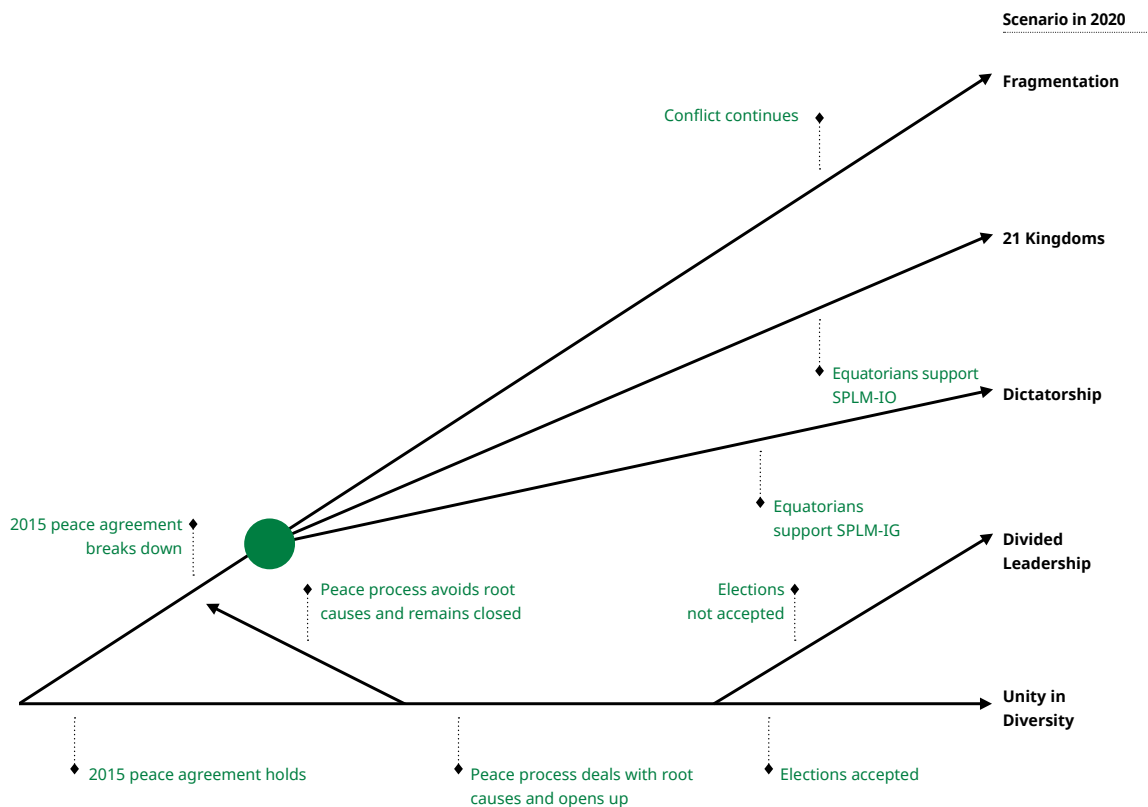 Scenario in 2020
Fragmentation
Conflict continues
21 Kingdoms
Equatorians support
SPLM-IO
Dictatorship
Equatorians
support SPLM-IG
2015 peace agreement
breaks down
Divided
Leadership
Peace process avoids root
causes and remains closed
Elections
not accepted
Unity in
Diversity
2015 peace agreement holds
Peace process deals with root
causes and opens up
Elections accepted